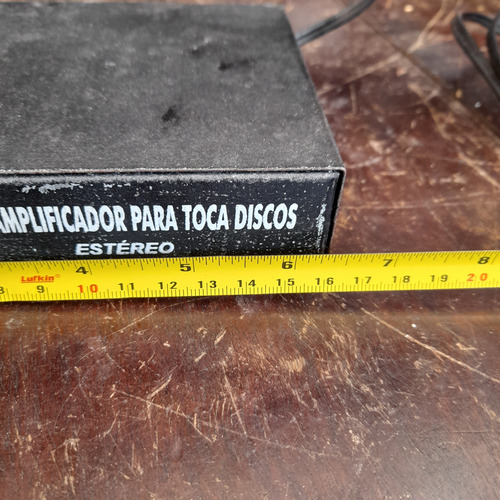 AMPLIFICADOR PARA TOCA DISCOS
ESTÉREO
4 5 6 7 8
Lufkin®
9 10 11 12 13 14 15 16 17 18 19 20